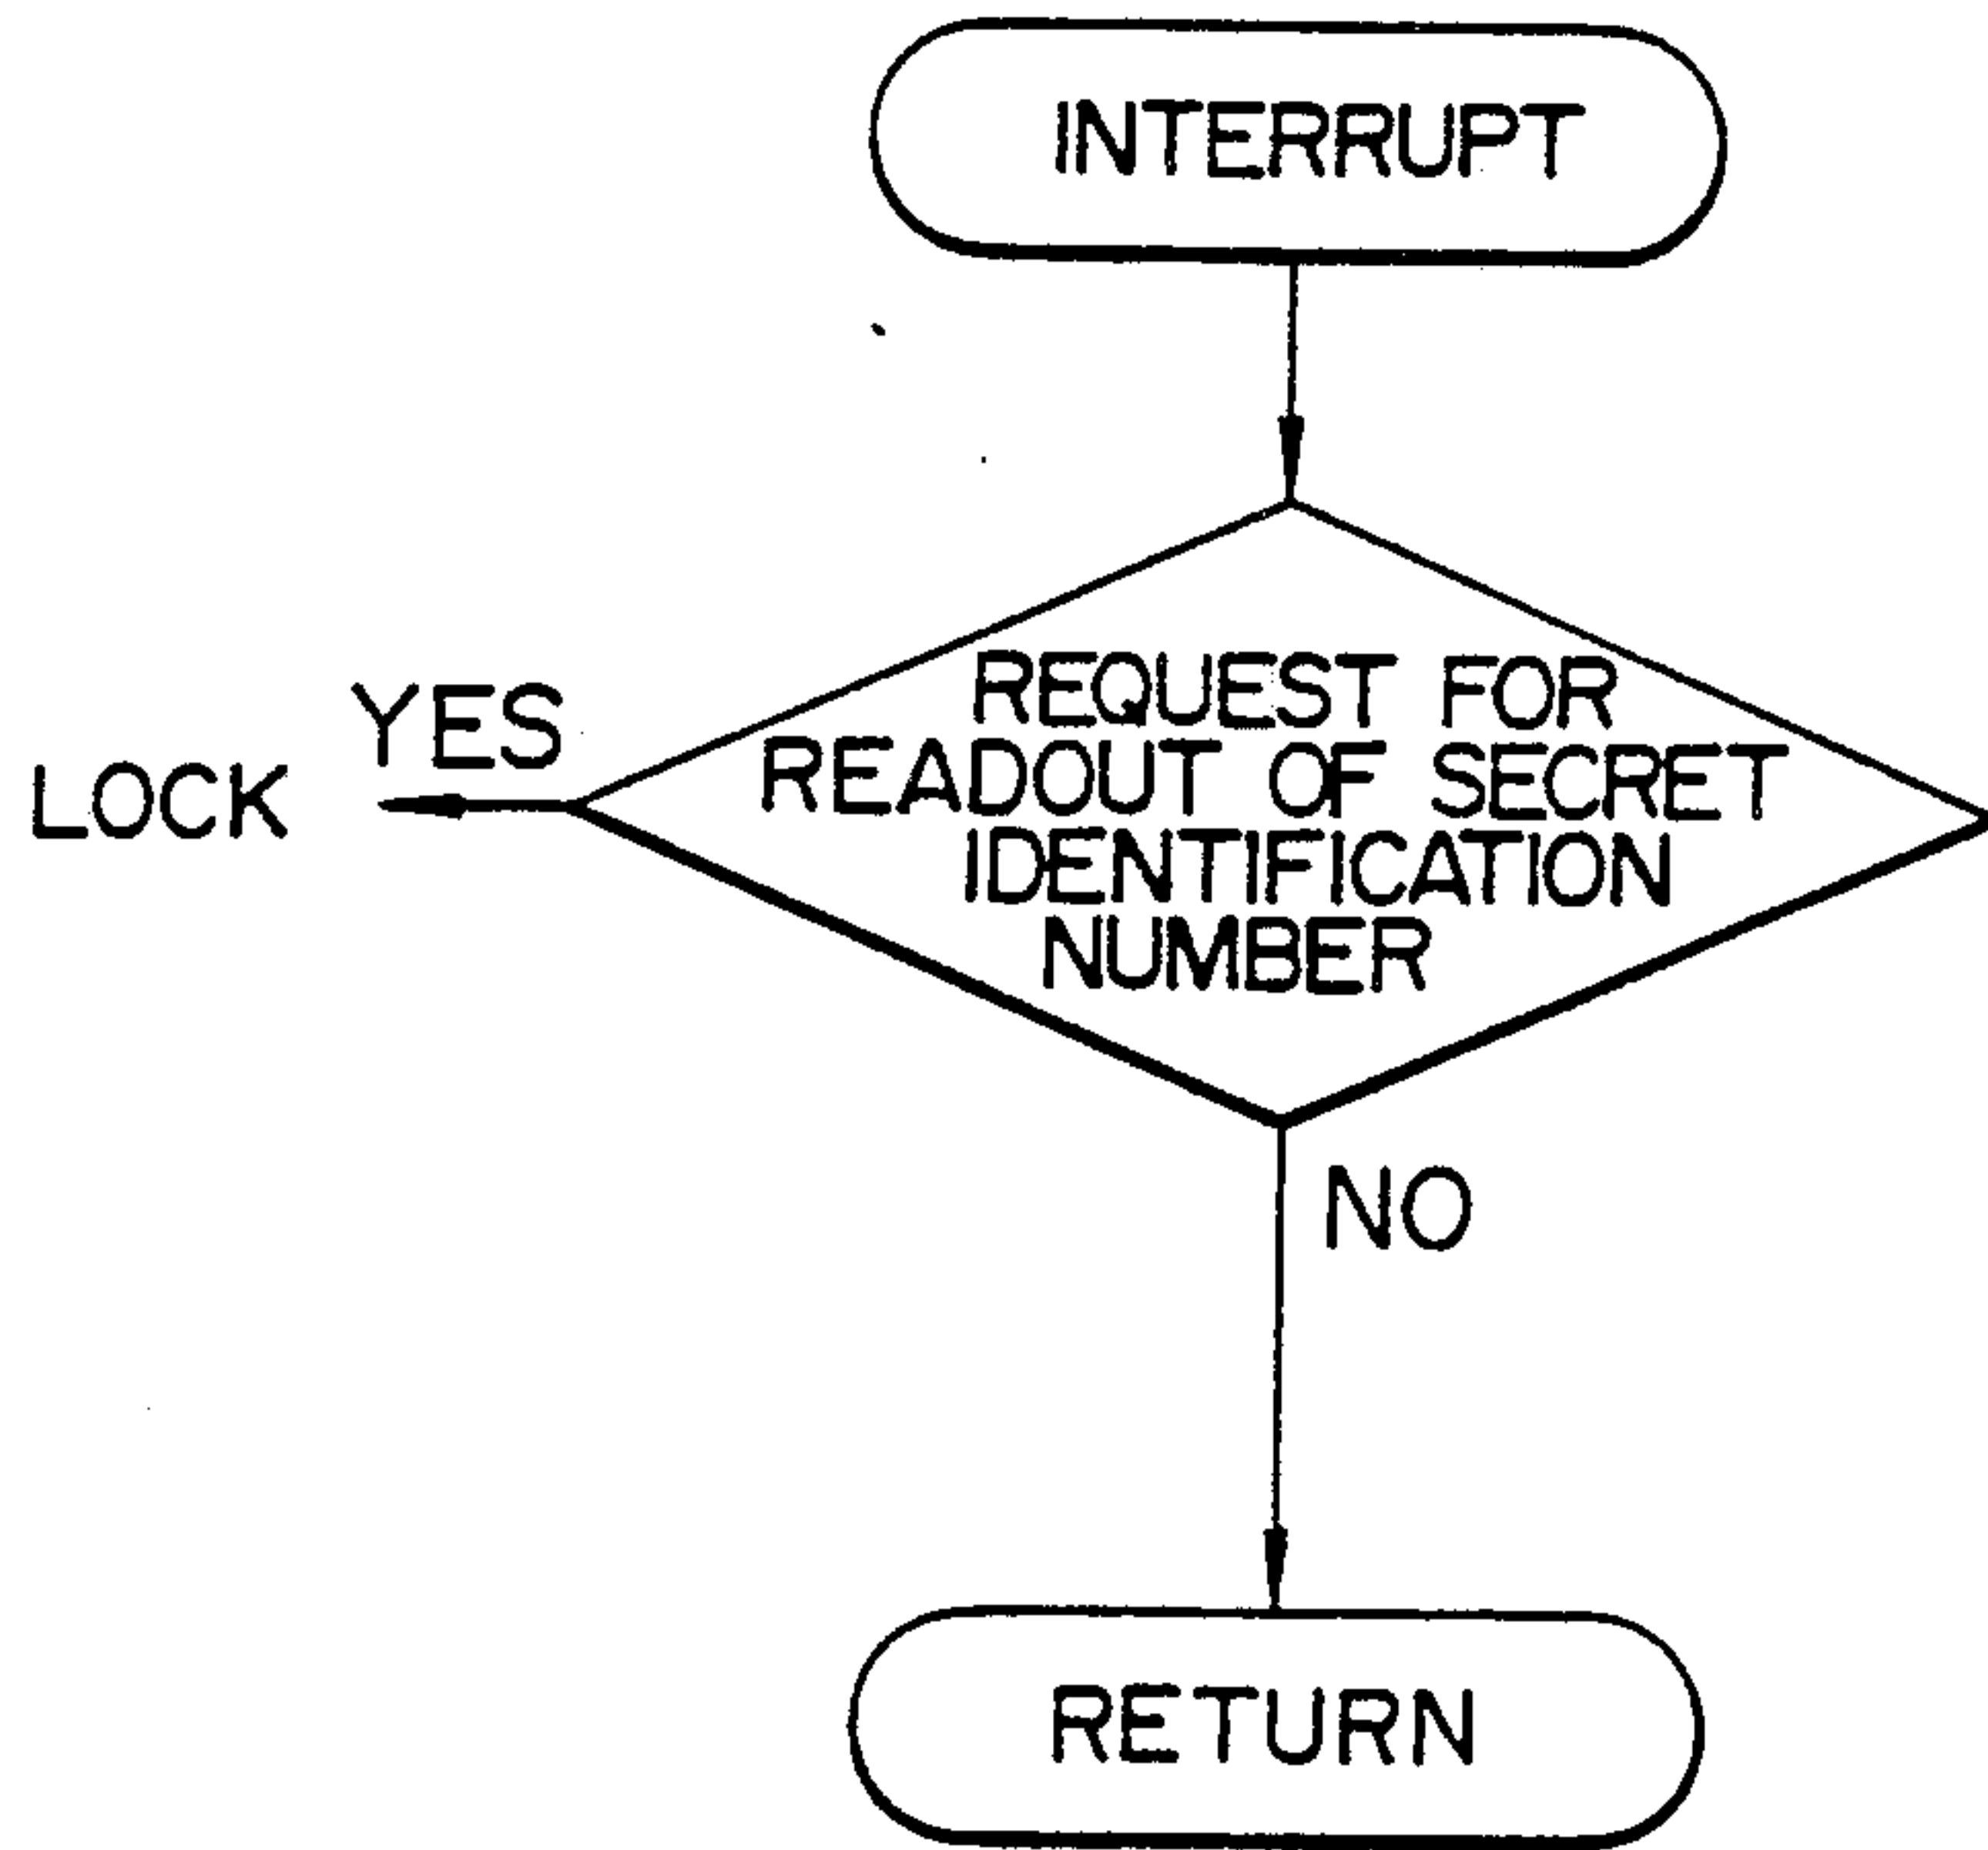 INTERRUPT
REQUEST FOR
READOUT OF SECRET
IDENTIFICATION
NUMBER
YES
LOCK
NO
RETURN